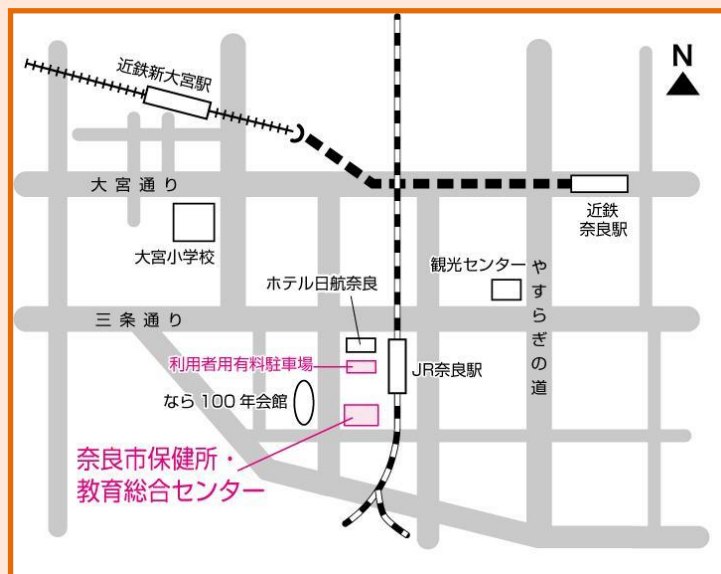 N
近鉄新大宮駅
大宮通り
近鉄
奈良駅
大宮小学校
観光センター
やすらぎの道
ホテル日航奈良
三条通り
利用者用有料駐車場
JR奈良駅
なら100年会館
奈良市保健所・
教育総合センター